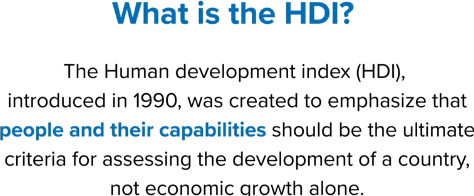 What is the HDI?
The Human development index (HDI),
introduced in 1990, was created to emphasize that
people and their capabilities should be the ultimate
criteria for assessing the development of a country,
not economic growth alone.